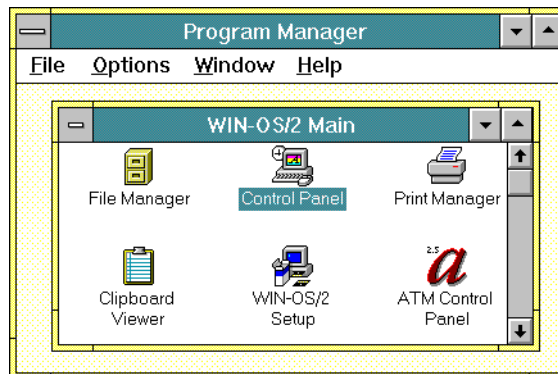 Program Manager
File Options Window Help
WIN-OS/2 Main
File Manager Control Panel Print Manager
2.5
Clipboard Viewer
WIN-OS/2 Setup
ATM Control Panel